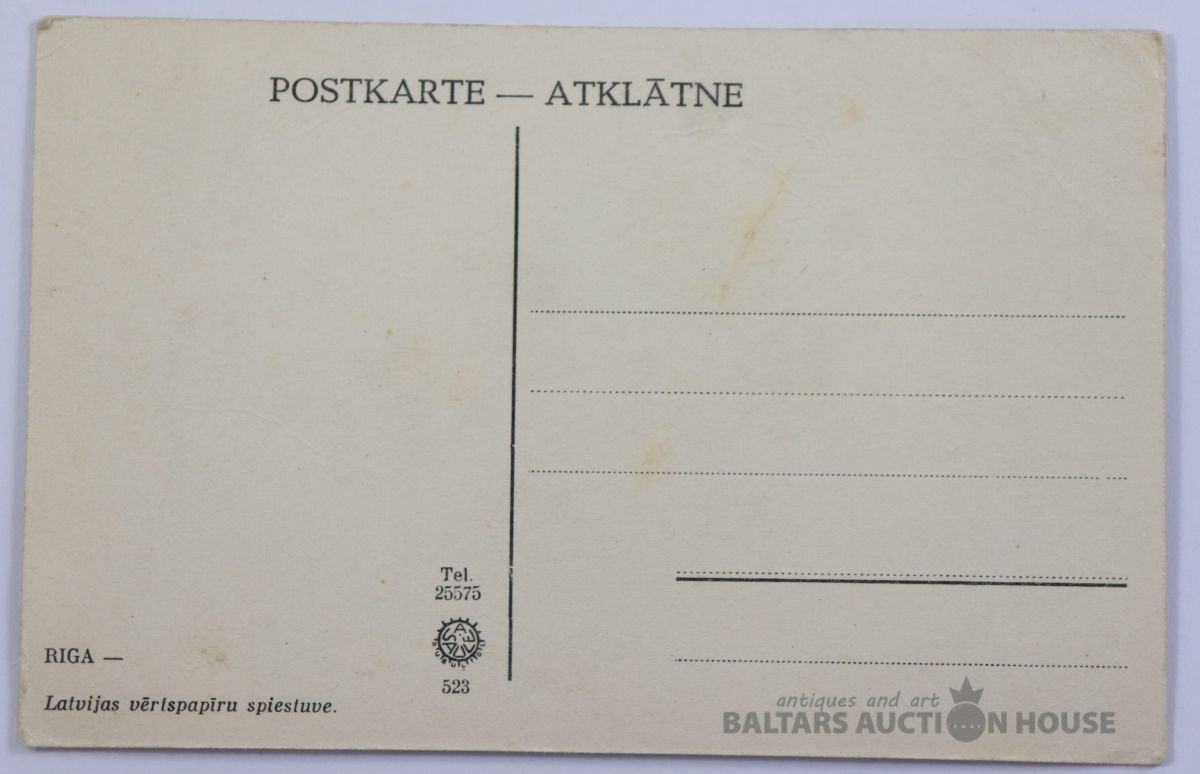 POSTKARTE — ATKLĀTNE
Tel.
25575
523
RIGA —
Latvijas vērtspapīru spiestuve.
antiques and art
BALTARS AUCTION HOUSE